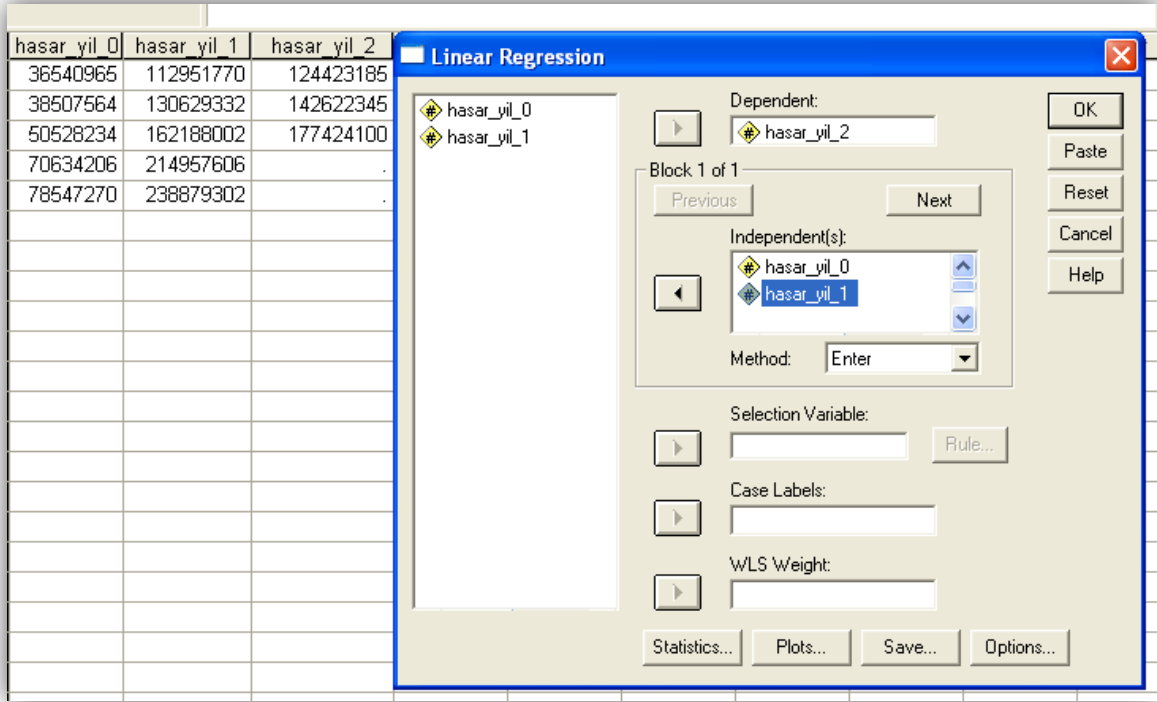 hasar_yil_0 hasar_yil_1 hasar_yil_2
36540965 112951770 124423185
38507564 130629332 142622345
50528234 162188002 177424100
70634206 214957606 .
78547270 238879302 .
Linear Regression
hasar_yil_0
hasar_yil_1
Dependent:
hasar_yil_2
Block 1 of 1
Previous Next
Independent(s):
hasar_yil_0
hasar_yil_1
Method: Enter
Selection Variable:
Rule...
Case Labels:
WLS Weight:
Statistics... Plots... Save... Options...
OK
Paste
Reset
Cancel
Help